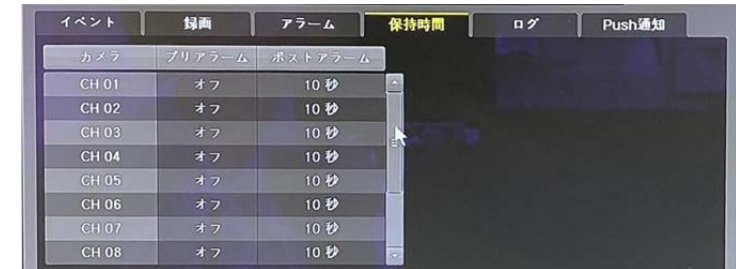 イベント 録画 アラーム 保持時間 ログ Push通知
カメラ プリアラーム ポストアラーム
CH 01 オフ 10 秒
CH 02 オフ 10 秒
CH 03 オフ 10 秒
CH 04 オフ 10 秒
CH 05 オフ 10 秒
CH 06 オフ 10 秒
CH 07 オフ 10 秒
CH 08 オフ 10 秒